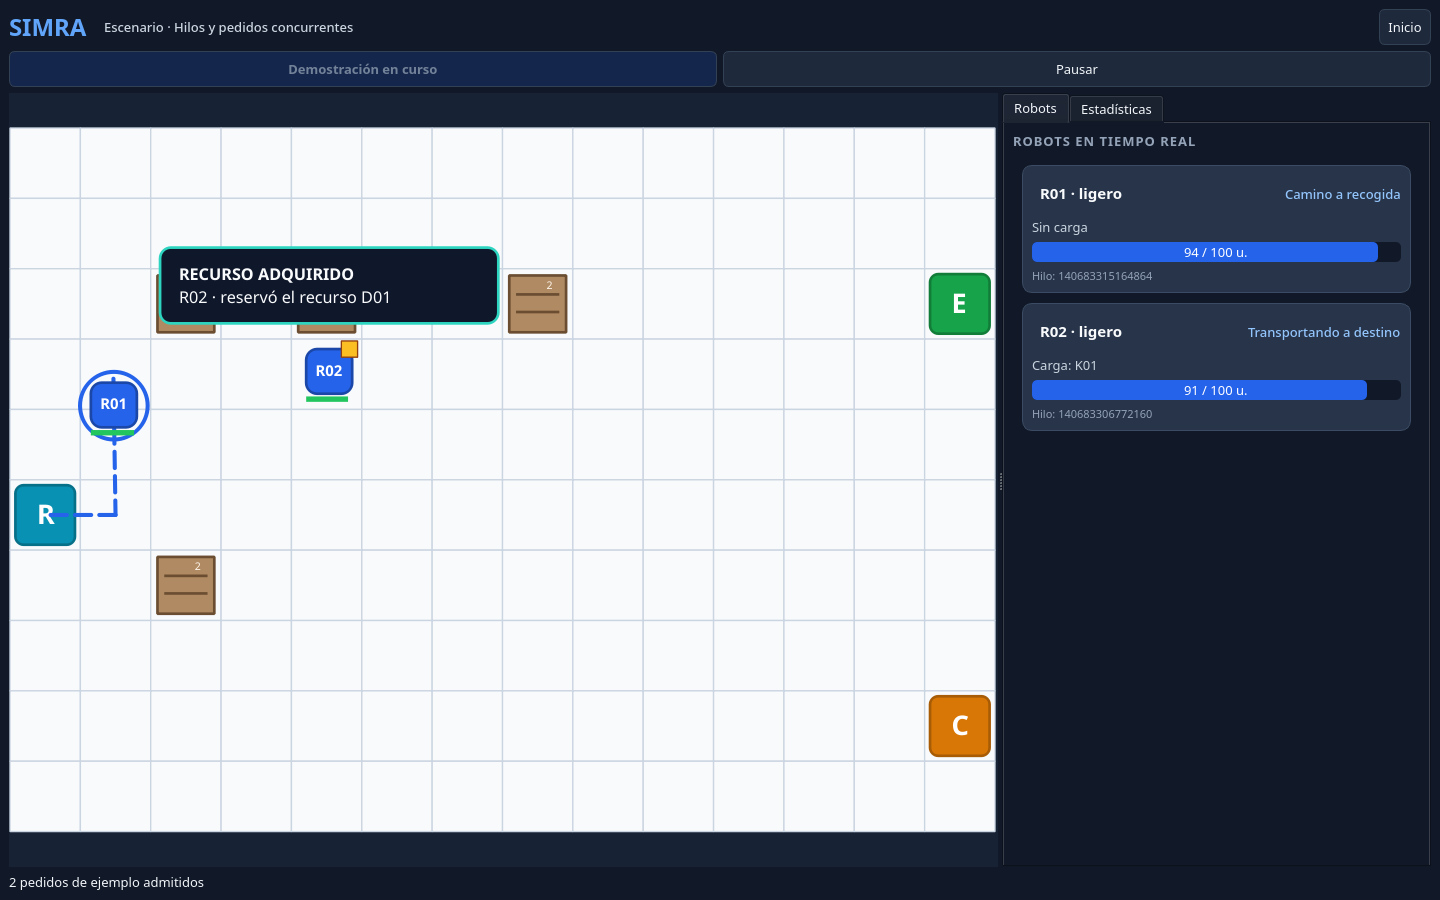 SIMRA
Escenario · Hilos y pedidos concurrentes
Inicio
Demostración en curso
Pausar
Robots
Estadísticas
ROBOTS EN TIEMPO REAL
R01 · ligero
Camino a recogida
Sin carga
94 / 100 u.
Hilo: 140683315164864
R02 · ligero
Transportando a destino
Carga: K01
91 / 100 u.
Hilo: 140683306772160
RECURSO ADQUIRIDO
R02 · reservó el recurso D01
2
E
R02
R01
R
2
C
2 pedidos de ejemplo admitidos